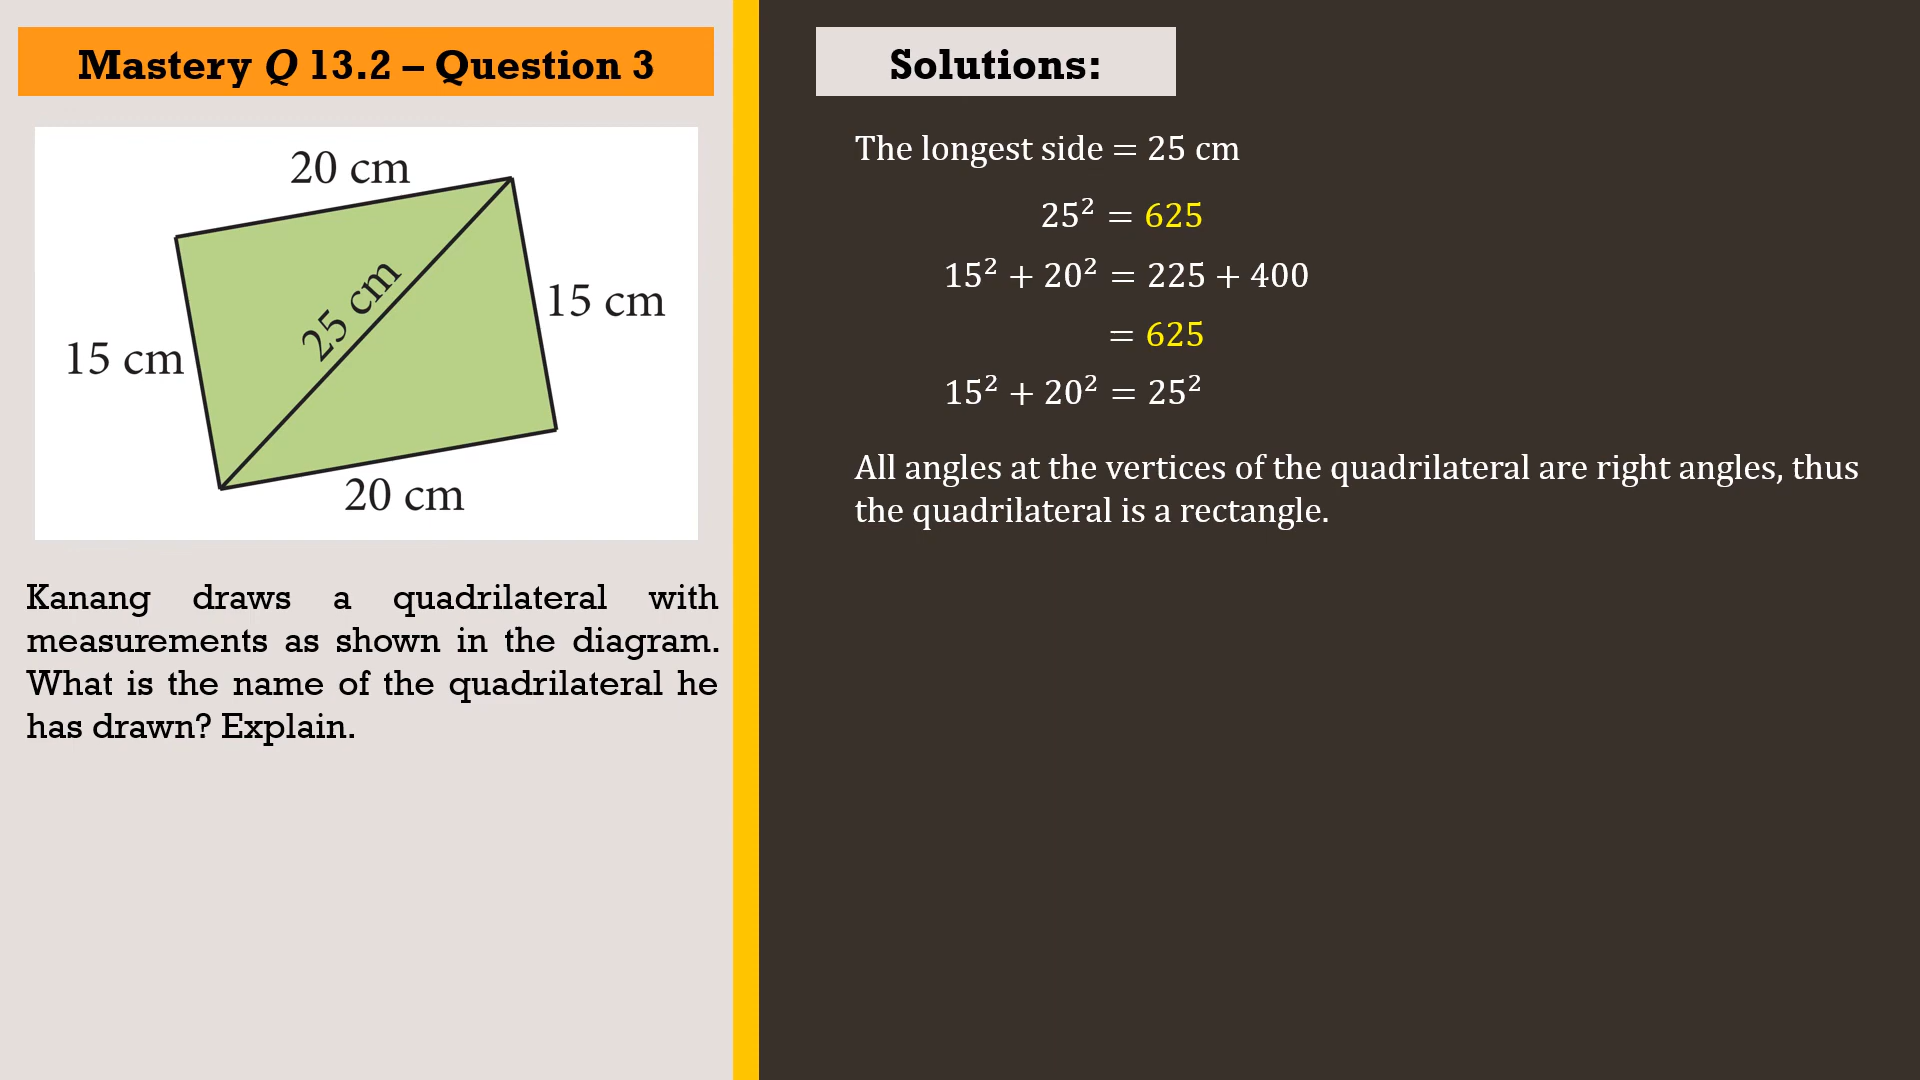 Mastery Q 13.2 – Question 3
20 cm
25 cm
15 cm
15 cm
20 cm
Kanang draws a quadrilateral with
measurements as shown in the diagram.
What is the name of the quadrilateral he
has drawn? Explain.
Solutions:
The longest side = 25 cm
25² = 625
15² + 20² = 225 + 400
= 625
15² + 20² = 25²
All angles at the vertices of the quadrilateral are right angles, thus
the quadrilateral is a rectangle.